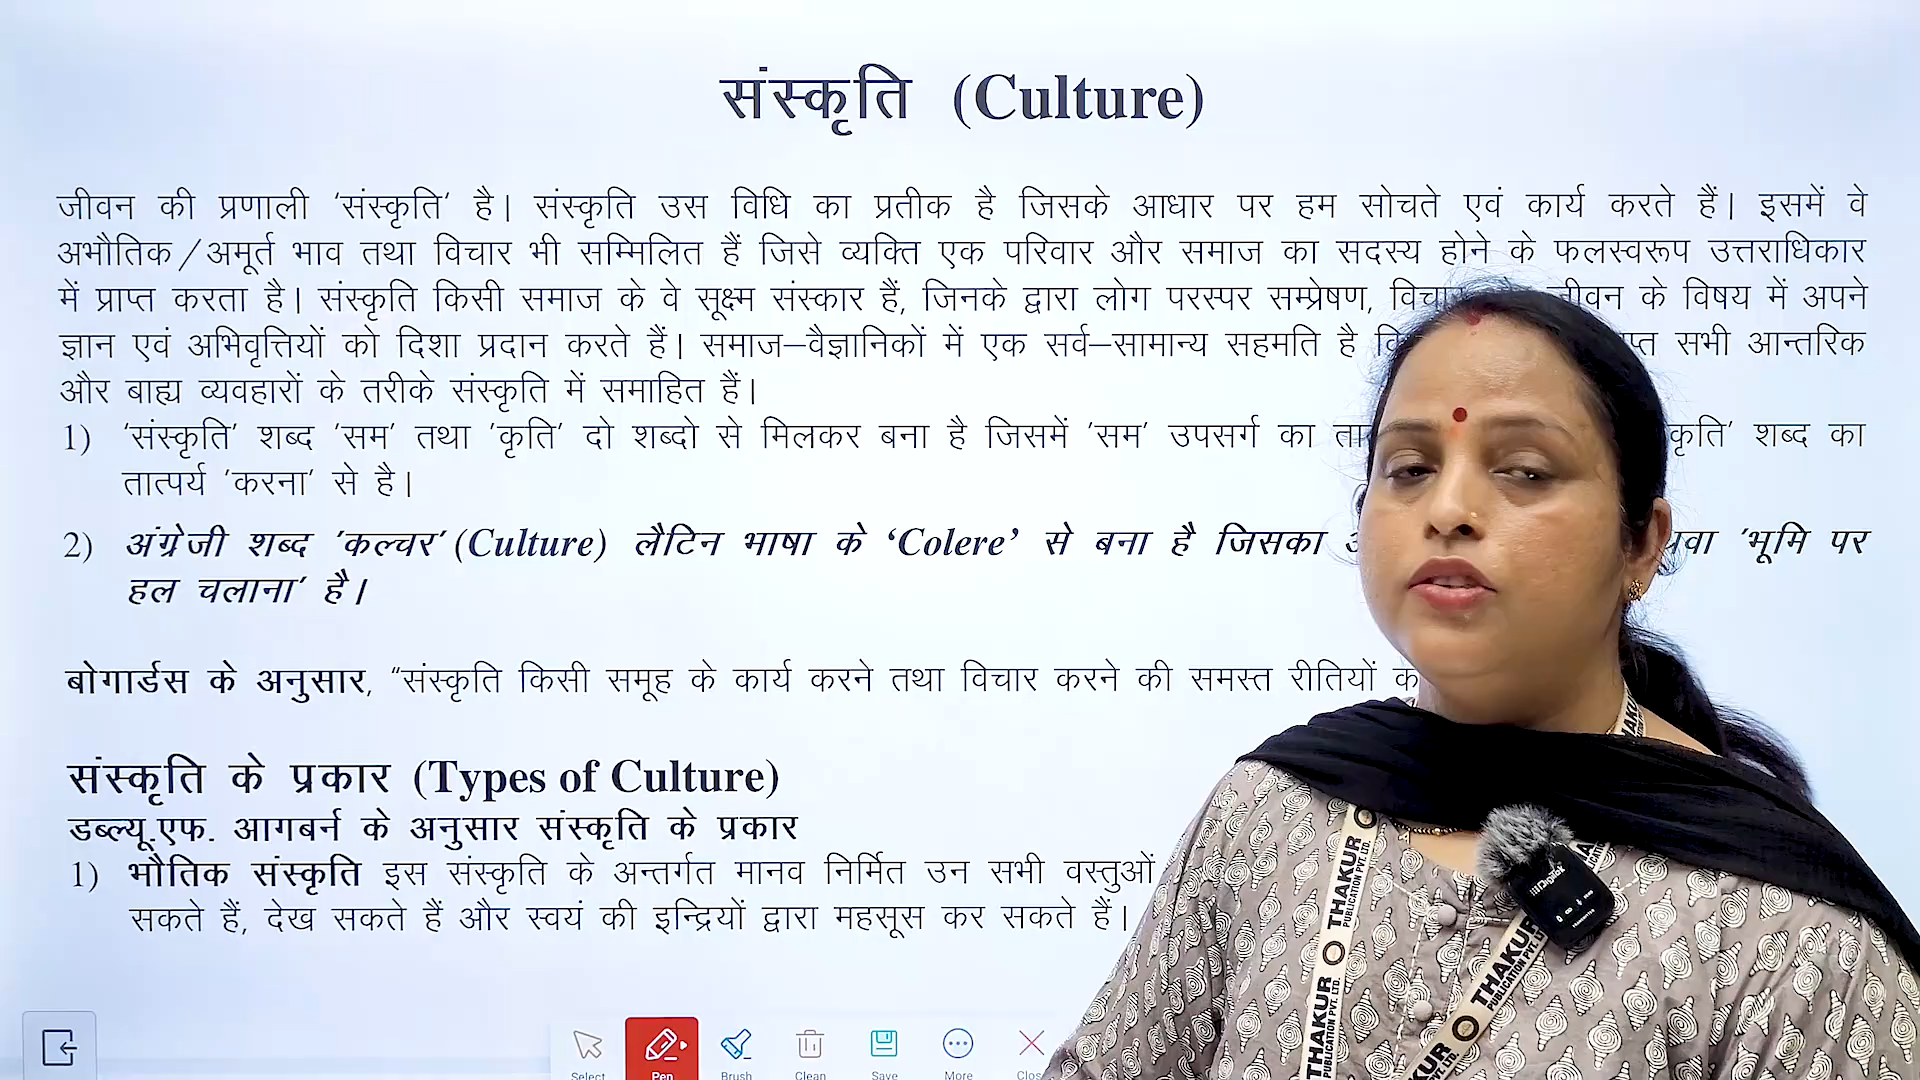 संस्कृति (Culture)
जीवन की प्रणाली 'संस्कृति' है। संस्कृति उस विधि का प्रतीक है जिसके आधार पर हम सोचते एवं कार्य करते हैं। इसमें वे
अभौतिक/अमूर्त भाव तथा विचार भी सम्मिलित हैं जिसे व्यक्ति एक परिवार और समाज का सदस्य होने के फलस्वरूप उत्तराधिकार
में प्राप्त करता है। संस्कृति किसी समाज के वे सूक्ष्म संस्कार हैं, जिनके द्वारा लोग परस्पर सम्प्रेषण, जीवन के विषय में अपने
ज्ञान एवं अभिवृत्तियों को दिशा प्रदान करते हैं। समाज–वैज्ञानिकों में एक सर्व–सामान्य सहमति है सभी आन्तरिक
और बाह्य व्यवहारों के तरीके संस्कृति में समाहित हैं।
1) 'संस्कृति' शब्द 'सम' तथा 'कृति' दो शब्दो से मिलकर बना है जिसमें 'सम' उपसर्ग का कृति' शब्द का
तात्पर्य 'करना' से है।
2) अंग्रेजी शब्द 'कल्चर' (Culture) लैटिन भाषा के ‘Colere’ से बना है जिसका 'भूमि पर
हल चलाना' है।
बोगार्डस के अनुसार, “संस्कृति किसी समूह के कार्य करने तथा विचार करने की समस्त रीतियों
संस्कृति के प्रकार (Types of Culture)
डब्ल्यू.एफ. आगबर्न के अनुसार संस्कृति के प्रकार
1) भौतिक संस्कृति इस संस्कृति के अन्तर्गत मानव निर्मित उन सभी वस्तुओं
सकते हैं, देख सकते हैं और स्वयं की इन्द्रियों द्वारा महसूस कर सकते हैं।
Select Pen Brush Clean Save More
THAKUR
PUBLICATION PVT. LTD.
THAKUR
PUBLICATION PVT. LTD.
THAKUR